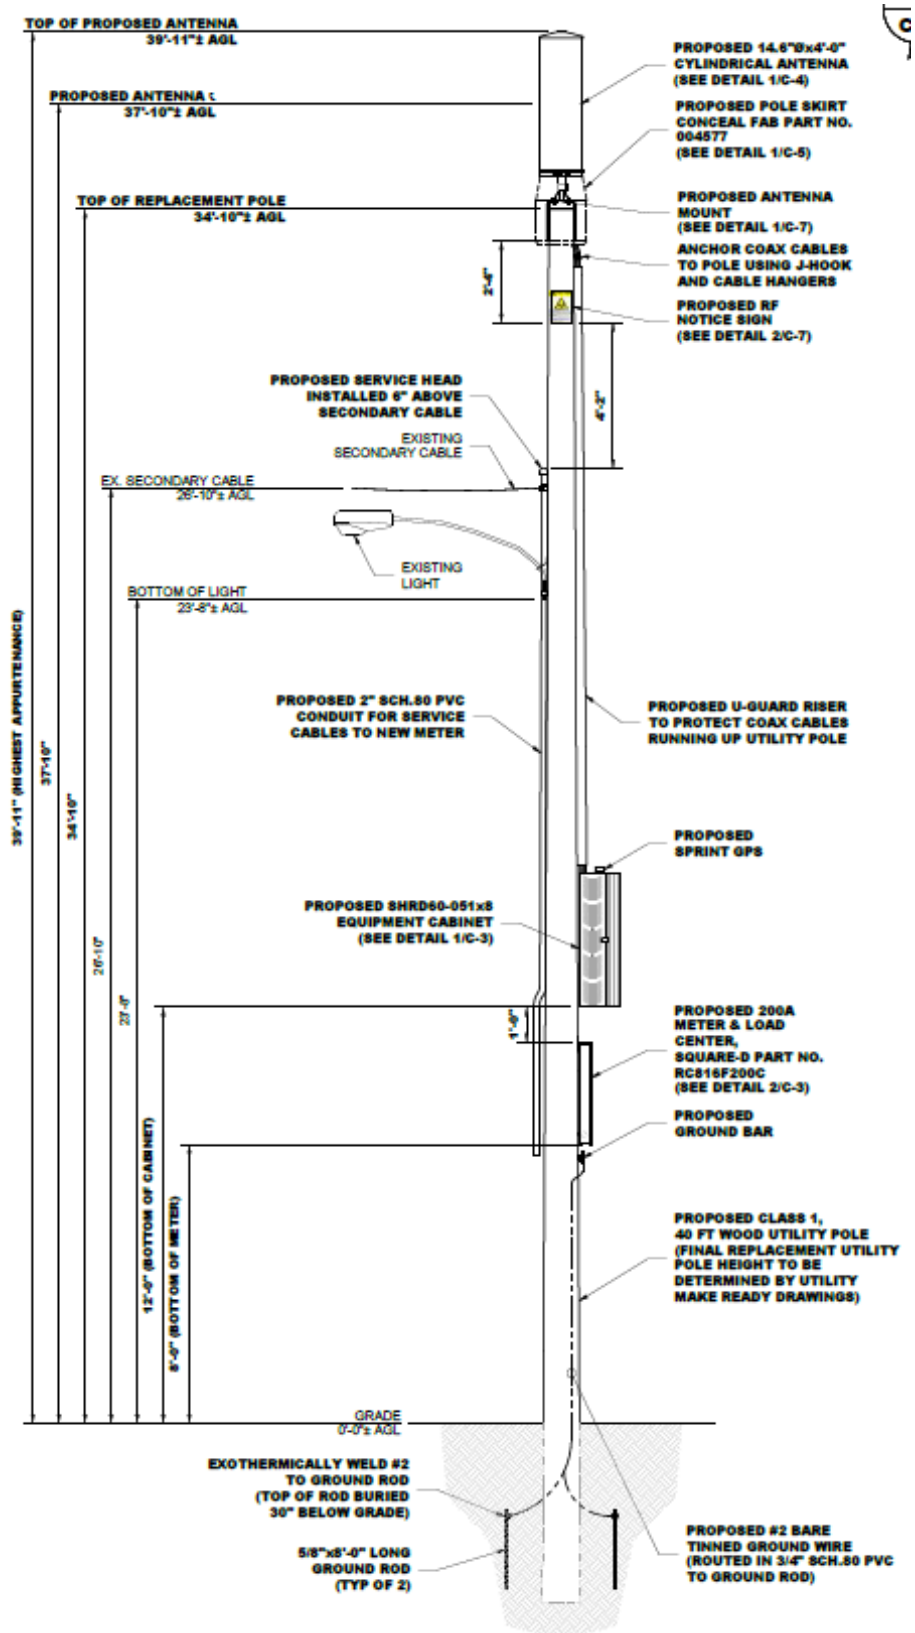 C
TOP OF PROPOSED ANTENNA
39'-11"± AGL
PROPOSED ANTENNA ℄
37'-10"± AGL
TOP OF REPLACEMENT POLE
34'-10"± AGL
PROPOSED 14.6"Øx4'-0"
CYLINDRICAL ANTENNA
(SEE DETAIL 1/C-4)
PROPOSED POLE SKIRT
CONCEAL FAB PART NO.
004577
(SEE DETAIL 1/C-5)
PROPOSED ANTENNA
MOUNT
(SEE DETAIL 1/C-7)
ANCHOR COAX CABLES
TO POLE USING J-HOOK
AND CABLE HANGERS
PROPOSED RF
NOTICE SIGN
(SEE DETAIL 2/C-7)
2'-6"
4'-2"
PROPOSED SERVICE HEAD
INSTALLED 6" ABOVE
SECONDARY CABLE
EXISTING
SECONDARY CABLE
EX. SECONDARY CABLE
26'-10"± AGL
EXISTING
LIGHT
BOTTOM OF LIGHT
23'-8"± AGL
PROPOSED 2" SCH.80 PVC
CONDUIT FOR SERVICE
CABLES TO NEW METER
PROPOSED U-GUARD RISER
TO PROTECT COAX CABLES
RUNNING UP UTILITY POLE
39'-11" (HIGHEST APPURTENANCE)
37'-10"
34'-10"
26'-10"
23'-8"
12'-0" (BOTTOM OF CABINET)
8'-0" (BOTTOM OF METER)
PROPOSED
SPRINT GPS
PROPOSED SHRD60-051x8
EQUIPMENT CABINET
(SEE DETAIL 1/C-3)
1'-0"
PROPOSED 200A
METER & LOAD
CENTER,
SQUARE-D PART NO.
RC816F200C
(SEE DETAIL 2/C-3)
PROPOSED
GROUND BAR
PROPOSED CLASS 1,
40 FT WOOD UTILITY POLE
(FINAL REPLACEMENT UTILITY
POLE HEIGHT TO BE
DETERMINED BY UTILITY
MAKE READY DRAWINGS)
GRADE
0'-0"± AGL
EXOTHERMICALLY WELD #2
TO GROUND ROD
(TOP OF ROD BURIED
30" BELOW GRADE)
5/8"x8'-0" LONG
GROUND ROD
(TYP OF 2)
PROPOSED #2 BARE
TINNED GROUND WIRE
(ROUTED IN 3/4" SCH.80 PVC
TO GROUND ROD)